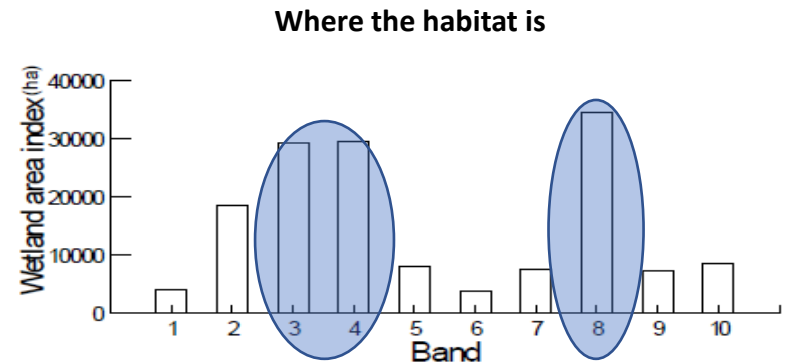 Where the habitat is
Wetland area index (ha)
40000
30000
20000
10000
0
1 2 3 4 5 6 7 8 9 10
Band